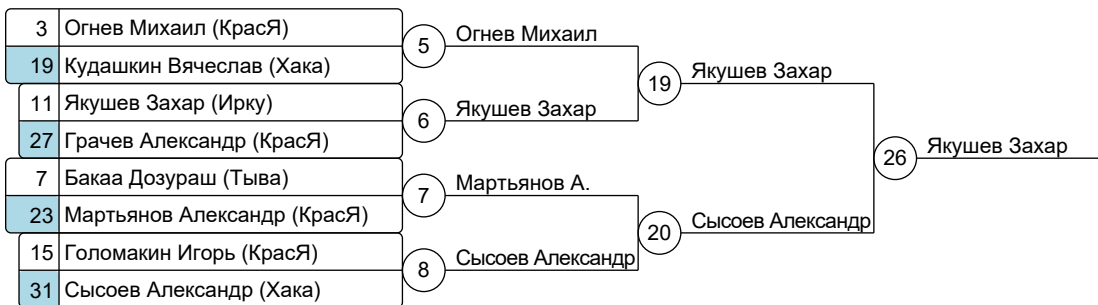 3 Огнев Михаил (КрасЯ)
19 Кудашкин Вячеслав (Хака)
11 Якушев Захар (Ирку)
27 Грачев Александр (КрасЯ)
7 Бакаа Дозураш (Тыва)
23 Мартьянов Александр (КрасЯ)
15 Голомакин Игорь (КрасЯ)
31 Сысоев Александр (Хака)
5 Огнев Михаил
6 Якушев Захар
7 Мартьянов А.
8 Сысоев Александр
19 Якушев Захар
20 Сысоев Александр
26 Якушев Захар